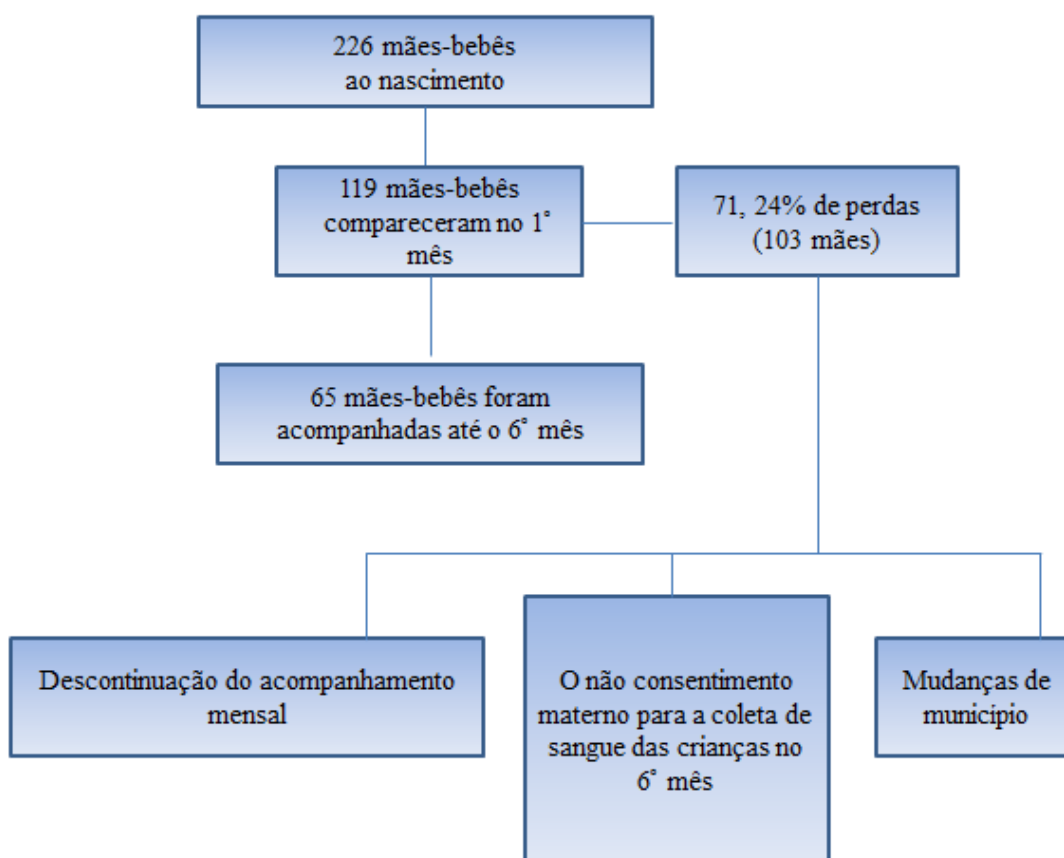 226 mães-bebês
ao nascimento
119 mães-bebês
compareceram no 1°
mês
71, 24% de perdas
(103 mães)
65 mães-bebês foram
acompanhadas até o 6° mês
Descontinuação do acompanhamento
mensal
O não consentimento
materno para a coleta de
sangue das crianças no
6° mês
Mudanças de
município